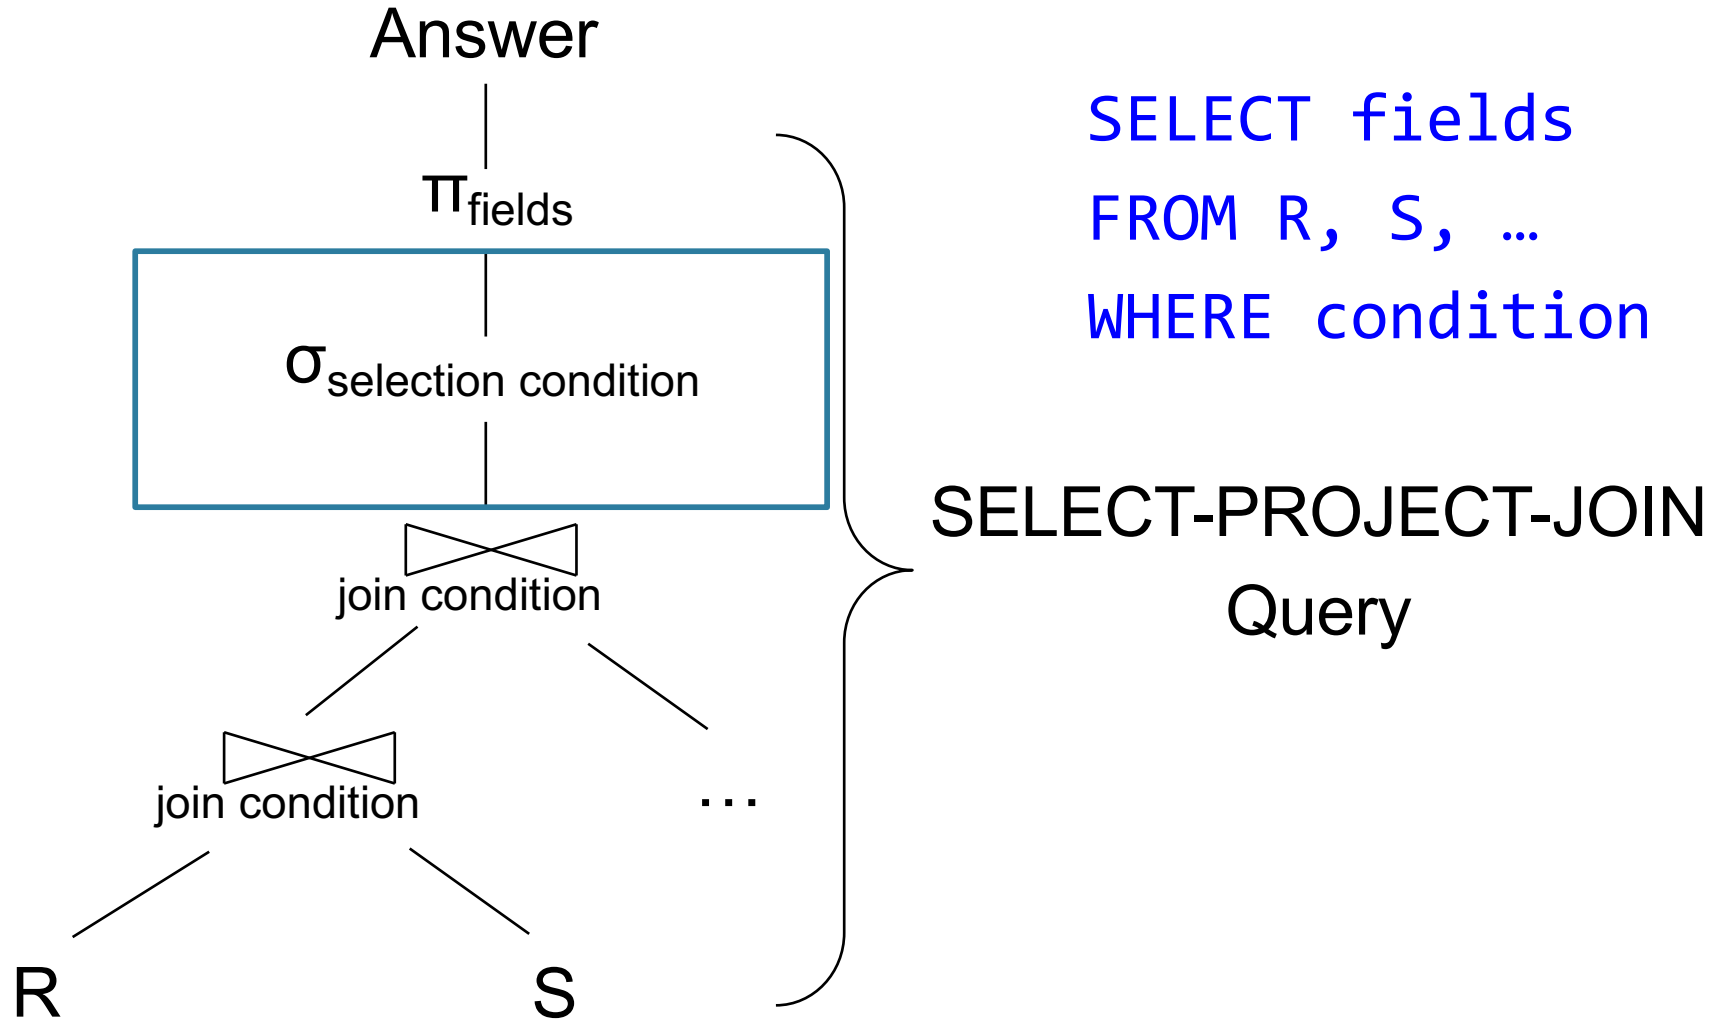 Answer
πfields
σselection condition
join condition
join condition
…
R
S
SELECT fields
FROM R, S, …
WHERE condition
SELECT-PROJECT-JOIN
Query